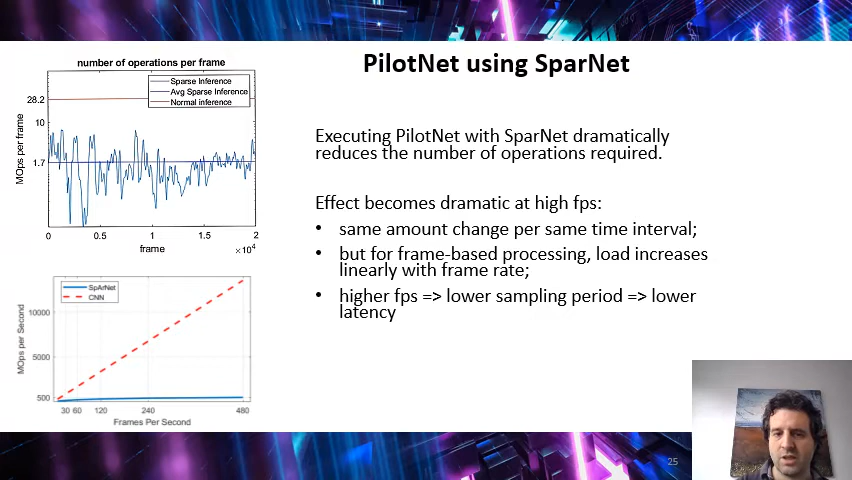 PilotNet using SparNet
number of operations per frame
Sparse Inference
Avg Sparse Inference
Normal inference
28.2
10
1.7
MOps per frame
0
0.5
1
1.5
2
frame
×10⁴
Executing PilotNet with SparNet dramatically
reduces the number of operations required.
Effect becomes dramatic at high fps:
• same amount change per same time interval;
• but for frame-based processing, load increases
linearly with frame rate;
• higher fps => lower sampling period => lower
latency
SpArNet
CNN
10000
5000
500
MOps per Second
30
60
120
240
480
Frames Per Second
25